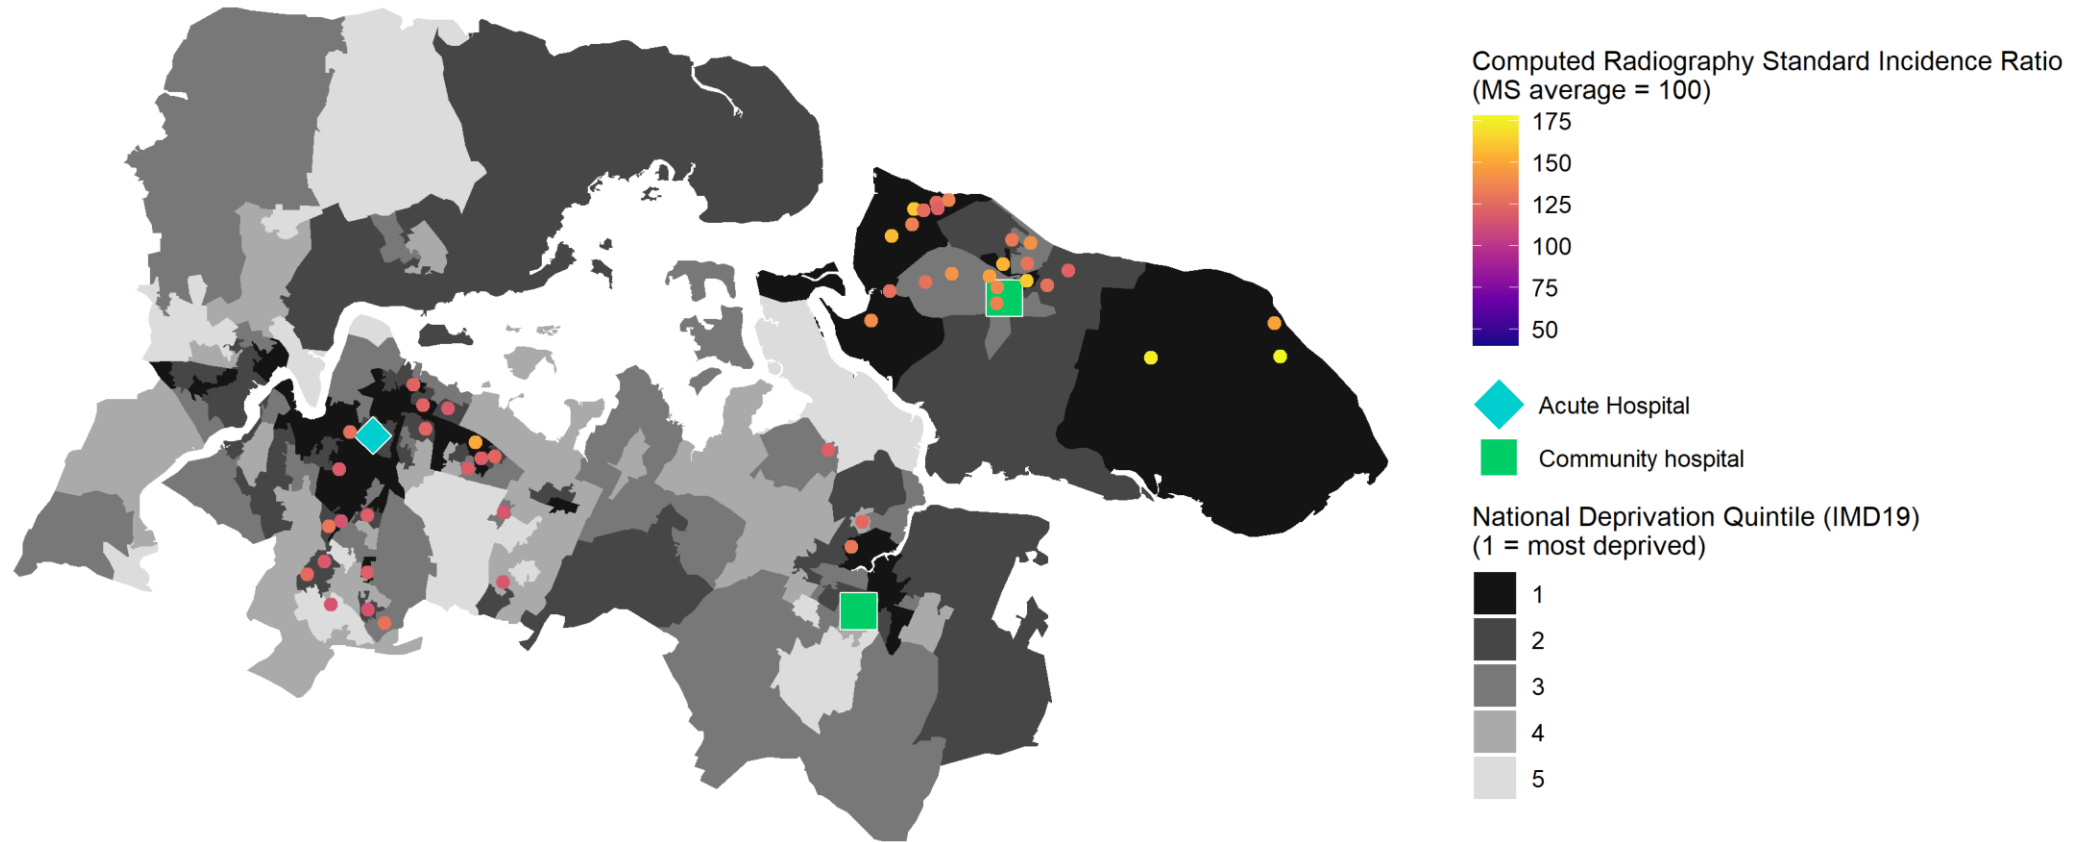 Computed Radiography Standard Incidence Ratio
(MS average = 100)
175
150
125
100
75
50
Acute Hospital
Community hospital
National Deprivation Quintile (IMD19)
(1 = most deprived)
1
2
3
4
5